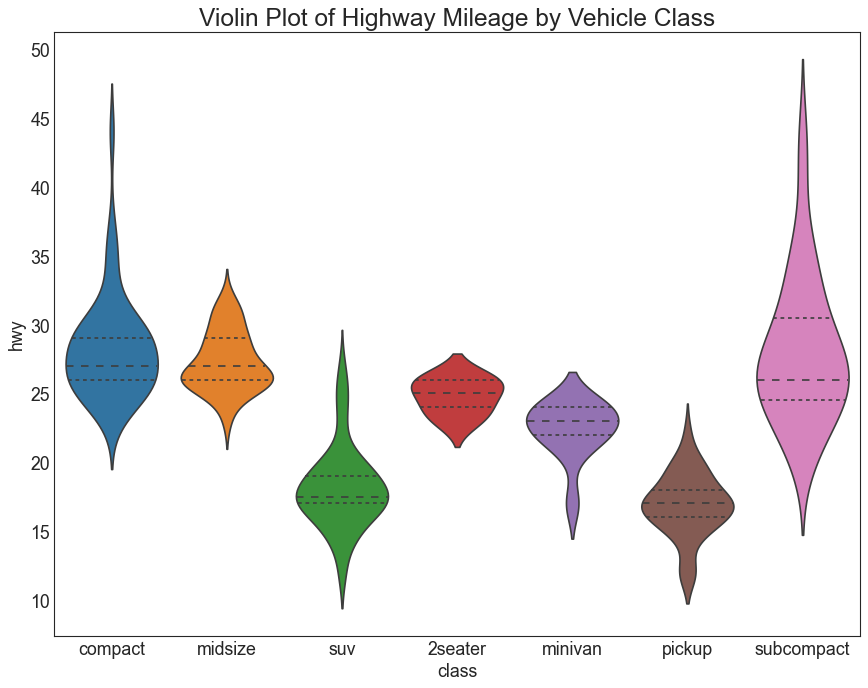 Violin Plot of Highway Mileage by Vehicle Class
50
45
40
35
30
25
20
15
10
hwy
compact midsize suv 2seater minivan pickup subcompact
class